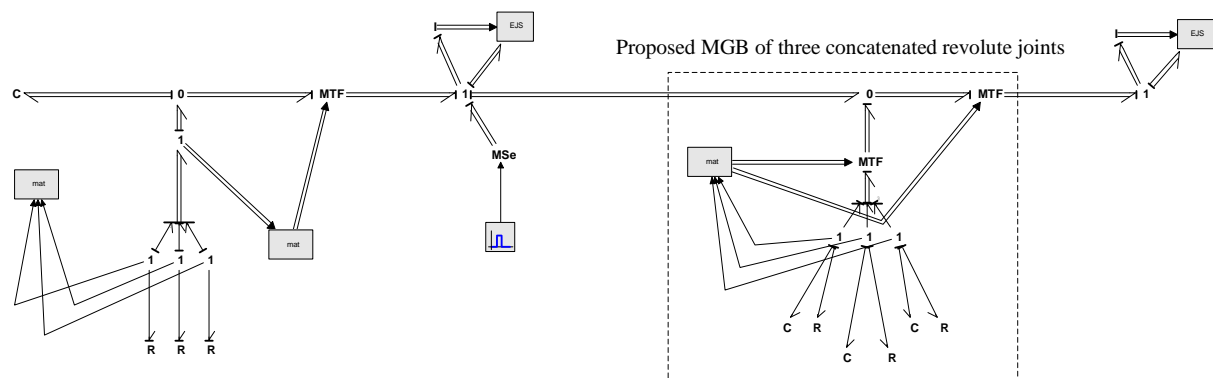 EJS
EJS
Proposed MGB of three concatenated revolute joints
C 0 MTF 1 0 MTF 1
1
MSe
mat
MTF
mat
mat
1 1 1
1 1 1
C R C R
R R R
C R